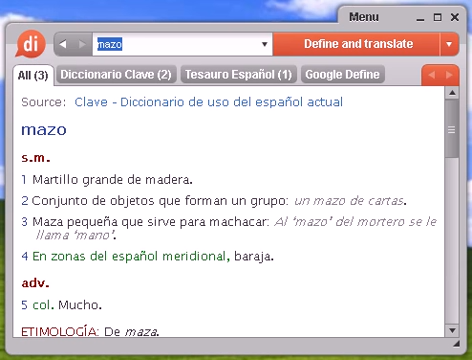 Menu
di
mazo
Define and translate
All (3)
Diccionario Clave (2)
Tesauro Español (1)
Google Define
Source: Clave - Diccionario de uso del español actual
mazo
s.m.
1 Martillo grande de madera.
2 Conjunto de objetos que forman un grupo: un mazo de cartas.
3 Maza pequeña que sirve para machacar: Al ‘mazo’ del mortero se le
llama ‘mano’.
4 En zonas del español meridional, baraja.
adv.
5 col. Mucho.
ETIMOLOGÍA: De maza.